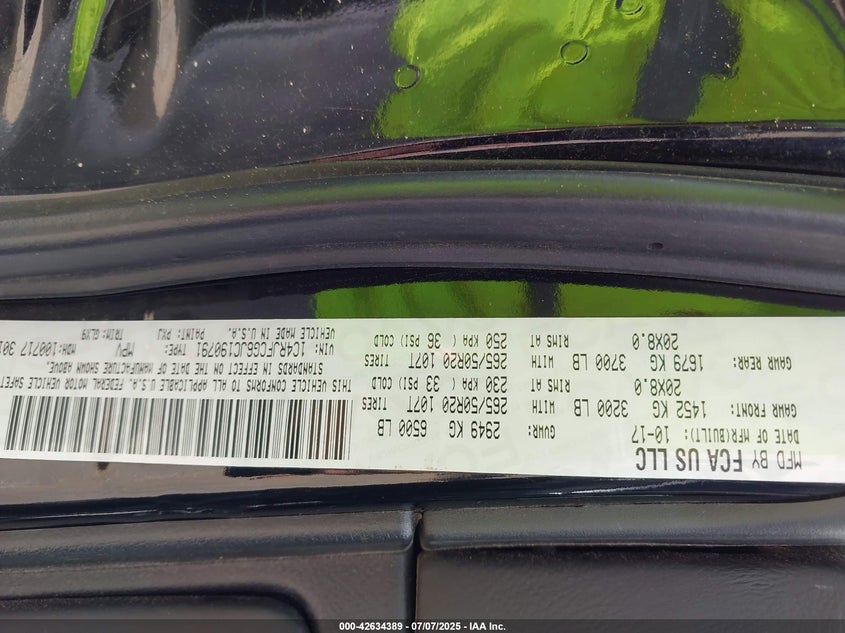 MFD BY FCA US LLC
DATE OF MFR(BUILT): 10-17 GVWR: 2949 KG 6500 LB
GAWR FRONT: 1452 KG 3200 LB WITH 265/50R20 107T TIRES
20X8.0 RIMS AT 230 KPA ( 33 PSI) COLD
GAWR REAR: 1679 KG 3700 LB WITH 265/50R20 107T TIRES
20X8.0 RIMS AT 250 KPA ( 36 PSI) COLD
THIS VEHICLE CONFORMS TO ALL APPLICABLE U.S.A. FEDERAL MOTOR VEHICLE SAFET
STANDARDS IN EFFECT ON THE DATE OF MANUFACTURE SHOWN ABOVE.
VIN: 1C4RJFCG6JC190791 TYPE: MPV MDH:100717 301
VEHICLE MADE IN U.S.A. PAINT: PXJ TRIM: GLX9
000-42634389 - 07/07/2025 - IAA Inc.